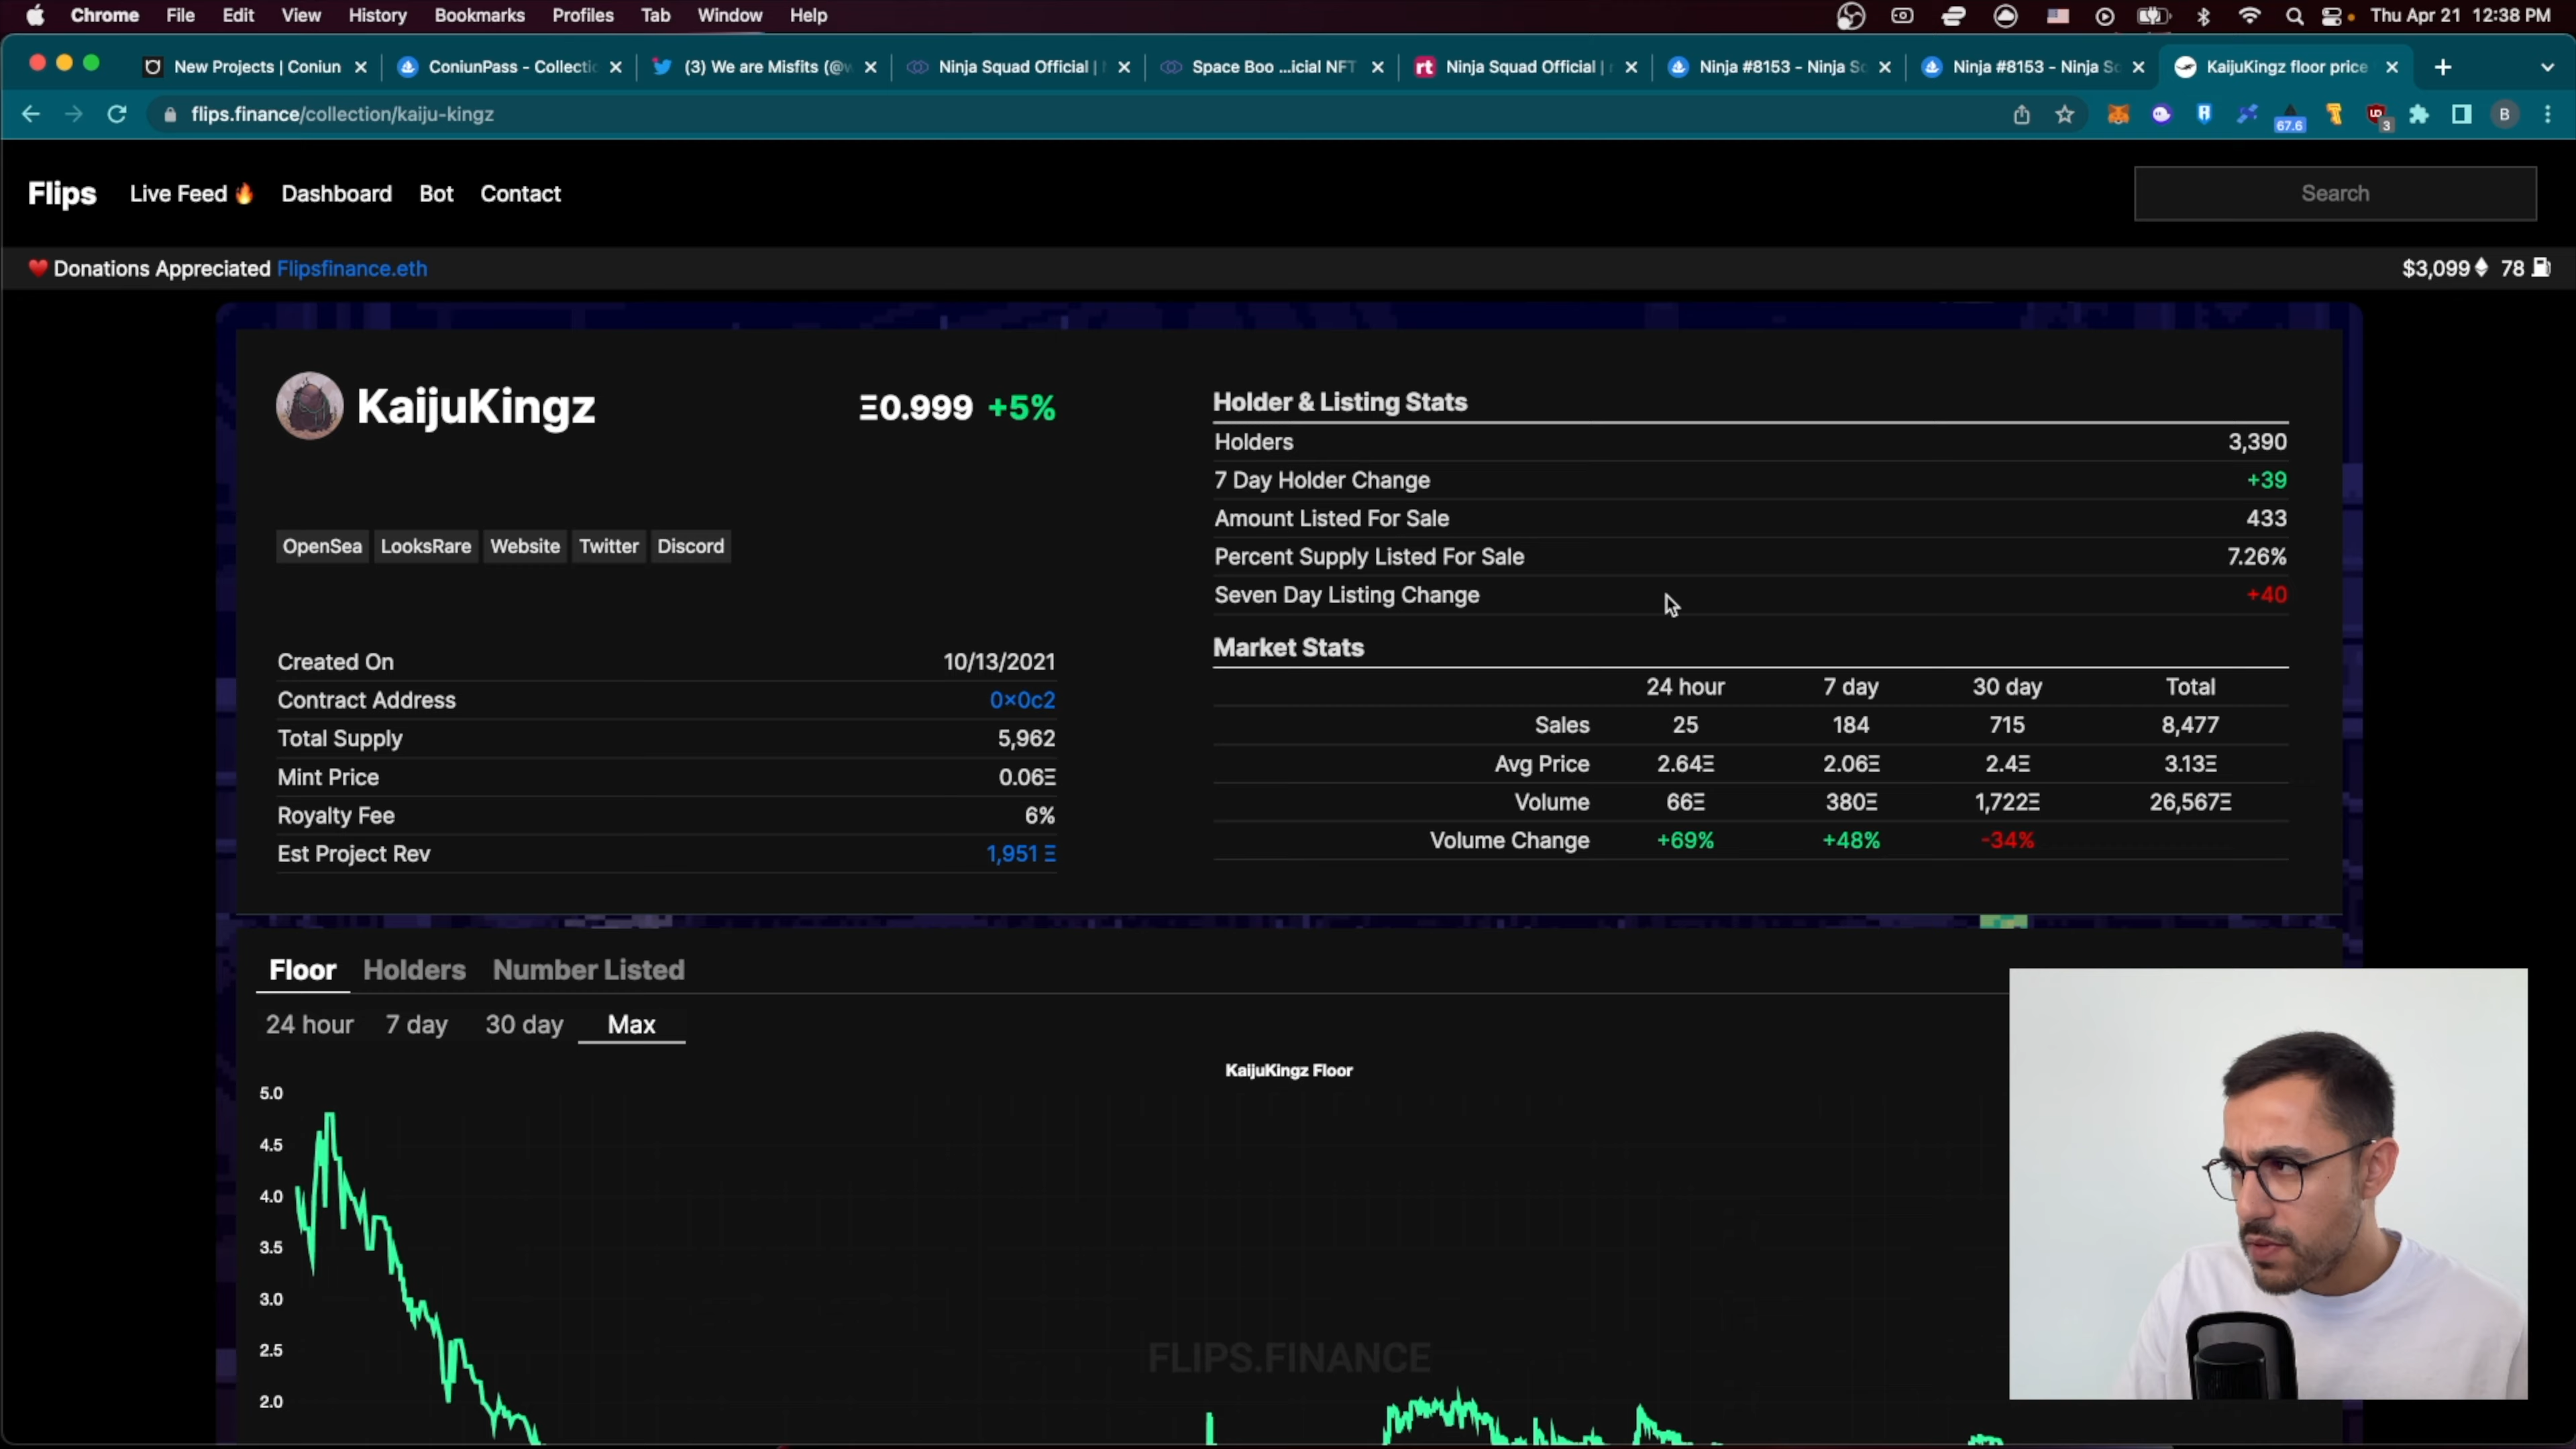 Chrome File Edit View History Bookmarks Profiles Tab Window Help Thu Apr 21 12:38 PM
New Projects | Coniun ConiunPass - Collecti (3) We are Misfits (@w Ninja Squad Official | Space Boo ...icial NFT rt Ninja Squad Official | Ninja #8153 - Ninja Sc Ninja #8153 - Ninja Sc KaijuKingz floor price
flips.finance/collection/kaiju-kingz 67.6 3 B
Flips Live Feed Dashboard Bot Contact Search
Donations Appreciated Flipsfinance.eth $3,099 78
KaijuKingz Ξ0.999 +5%
OpenSea LooksRare Website Twitter Discord
Created On 10/13/2021
Contract Address 0×0c2
Total Supply 5,962
Mint Price 0.06Ξ
Royalty Fee 6%
Est Project Rev 1,951 Ξ
Holder & Listing Stats
Holders 3,390
7 Day Holder Change +39
Amount Listed For Sale 433
Percent Supply Listed For Sale 7.26%
Seven Day Listing Change +40
Market Stats
24 hour 7 day 30 day Total
Sales 25 184 715 8,477
Avg Price 2.64Ξ 2.06Ξ 2.4Ξ 3.13Ξ
Volume 66Ξ 380Ξ 1,722Ξ 26,567Ξ
Volume Change +69% +48% -34%
Floor Holders Number Listed
24 hour 7 day 30 day Max
KaijuKingz Floor
5.0
4.5
4.0
3.5
3.0
2.5
2.0
FLIPS.FINANCE